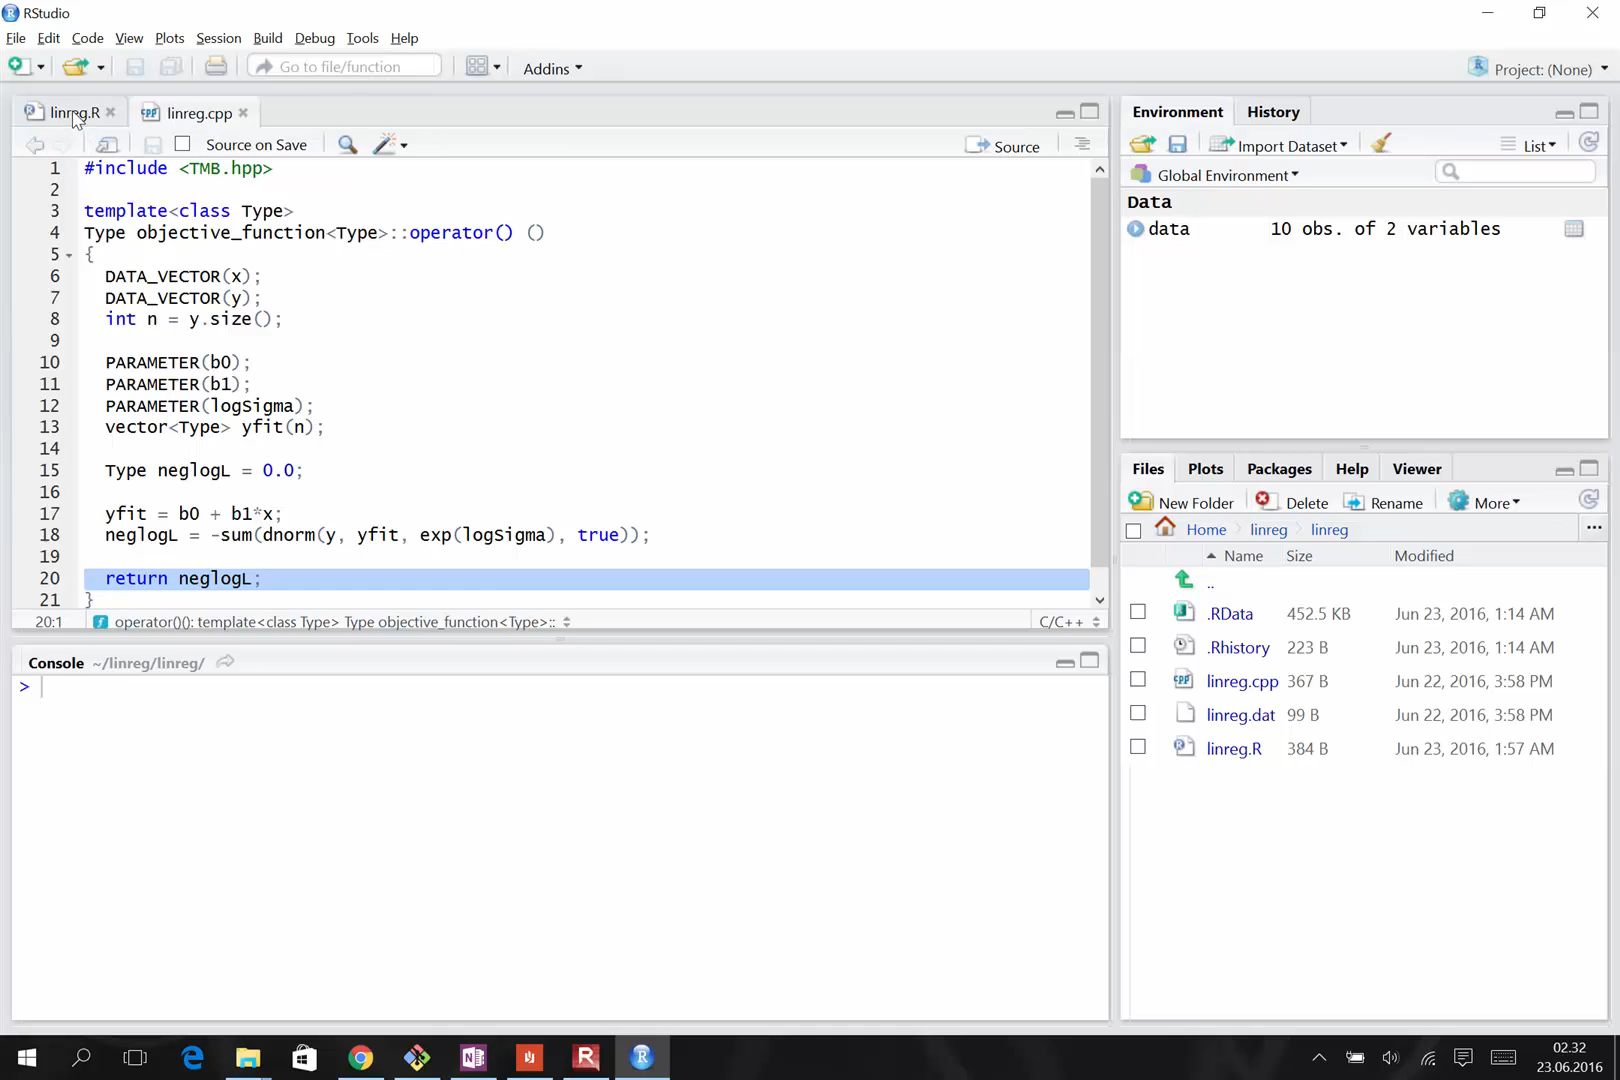 RStudio
File Edit Code View Plots Session Build Debug Tools Help
Go to file/function Addins Project: (None)
linreg.R linreg.cpp
Source on Save Source
1 #include <TMB.hpp>
2
3 template<class Type>
4 Type objective_function<Type>::operator() ()
5 {
6 DATA_VECTOR(x);
7 DATA_VECTOR(y);
8 int n = y.size();
9
10 PARAMETER(b0);
11 PARAMETER(b1);
12 PARAMETER(logSigma);
13 vector<Type> yfit(n);
14
15 Type neglogL = 0.0;
16
17 yfit = b0 + b1*x;
18 neglogL = -sum(dnorm(y, yfit, exp(logSigma), true));
19
20 return neglogL;
21 }
20:1 operator()(): template<class Type> Type objective_function<Type>:: C/C++
Console ~/linreg/linreg/
>
Environment History
Import Dataset List
Global Environment
Data
data 10 obs. of 2 variables
Files Plots Packages Help Viewer
New Folder Delete Rename More
Home linreg linreg ...
Name Size Modified
..
.RData 452.5 KB Jun 23, 2016, 1:14 AM
.Rhistory 223 B Jun 23, 2016, 1:14 AM
linreg.cpp 367 B Jun 22, 2016, 3:58 PM
linreg.dat 99 B Jun 22, 2016, 3:58 PM
linreg.R 384 B Jun 23, 2016, 1:57 AM
02.32
23.06.2016